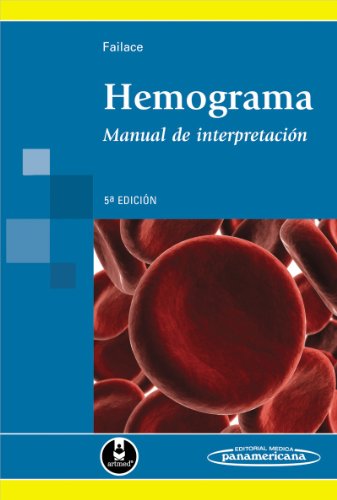 Failace
Hemograma
Manual de interpretación
5ª EDICIÓN
artmed
EDITORIAL MEDICA
panamericana